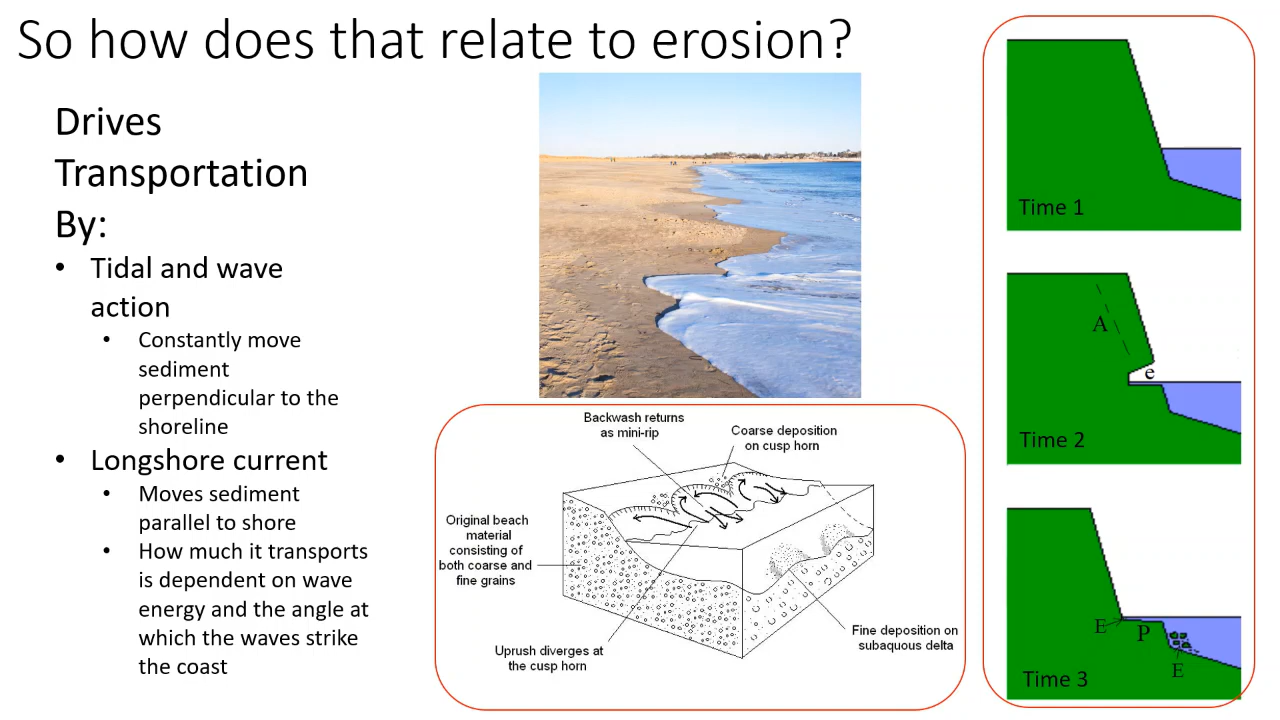 So how does that relate to erosion?
Drives
Transportation
By:
• Tidal and wave
action
• Constantly move
sediment
perpendicular to the
shoreline
• Longshore current
• Moves sediment
parallel to shore
• How much it transports
is dependent on wave
energy and the angle at
which the waves strike
the coast
Backwash returns
as mini-rip
Coarse deposition
on cusp horn
Original beach
material
consisting of
both coarse and
fine grains
Uprush diverges at
the cusp horn
Fine deposition on
subaquous delta
Time 1
A
e
Time 2
E
P
E
Time 3